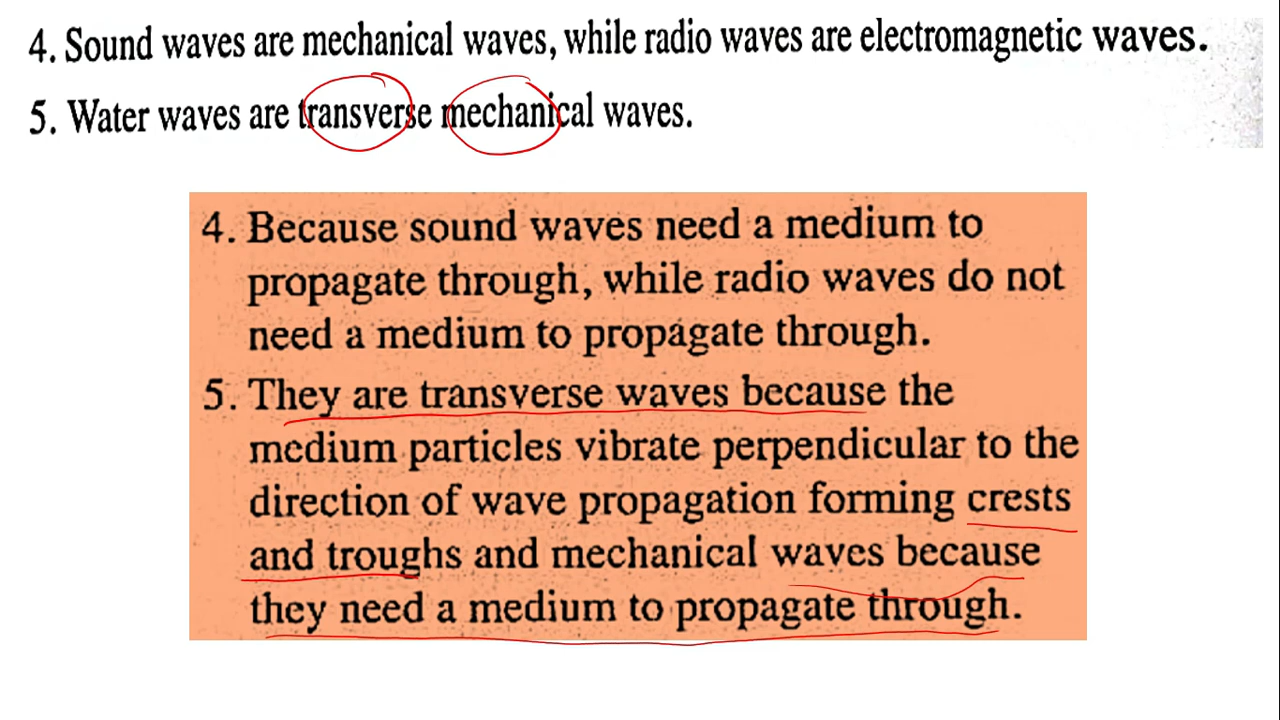 4. Sound waves are mechanical waves, while radio waves are electromagnetic waves.
5. Water waves are transverse mechanical waves.
4. Because sound waves need a medium to
propagate through, while radio waves do not
need a medium to propagate through.
5. They are transverse waves because the
medium particles vibrate perpendicular to the
direction of wave propagation forming crests
and troughs and mechanical waves because
they need a medium to propagate through.